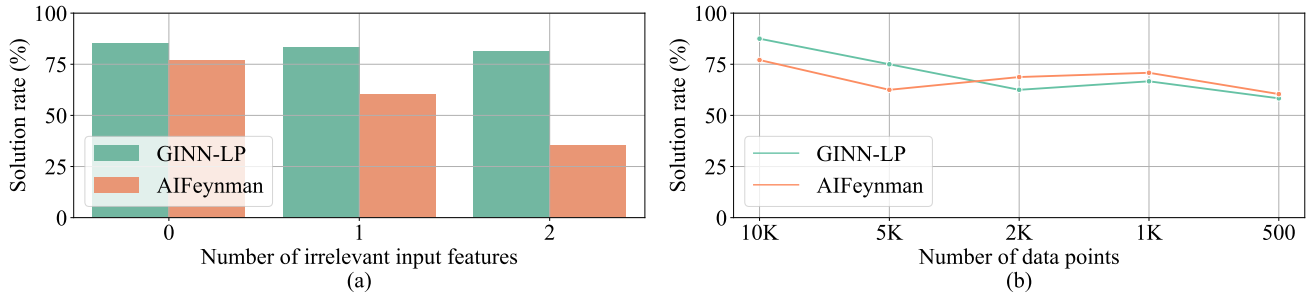 Solution rate (%)
100
75
50
25
0
GINN-LP
AIFeynman
0 1 2
Number of irrelevant input features
(a)
Solution rate (%)
100
75
50
25
0
GINN-LP
AIFeynman
10K 5K 2K 1K 500
Number of data points
(b)